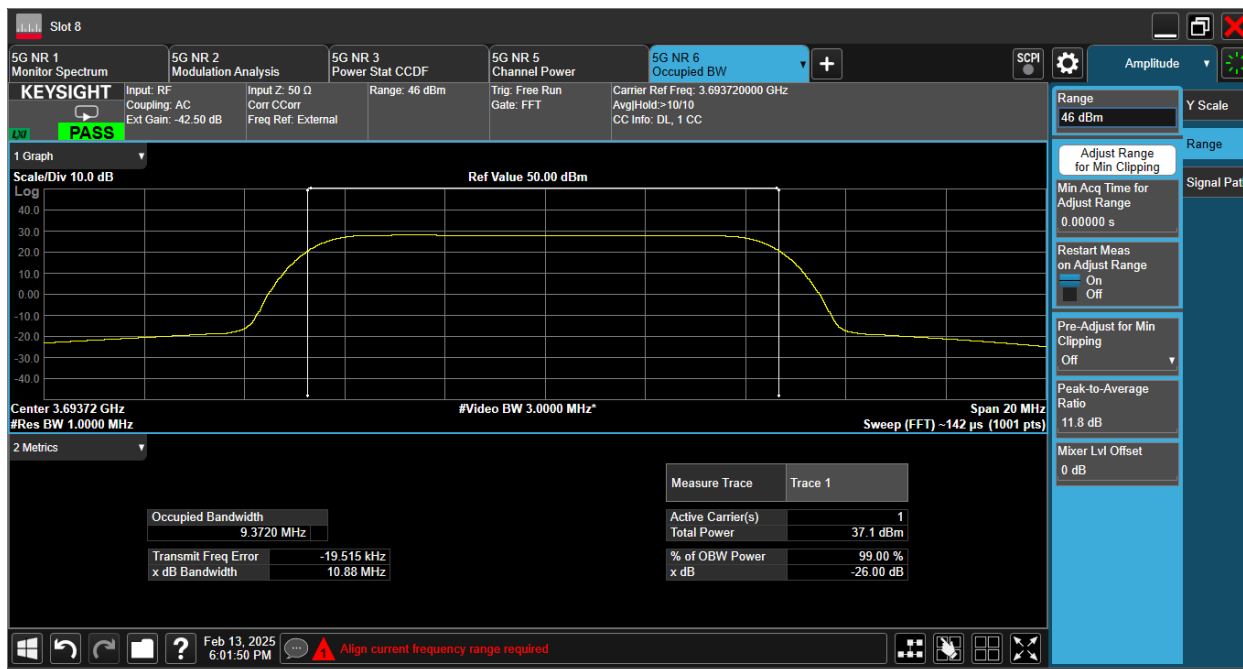 Slot 8
5G NR 1
Monitor Spectrum
5G NR 2
Modulation Analysis
5G NR 3
Power Stat CCDF
5G NR 5
Channel Power
5G NR 6
Occupied BW
SCPI
Amplitude
KEYSIGHT
LXI
PASS
Input: RF
Coupling: AC
Ext Gain: -42.50 dB
Input Z: 50 Ω
Corr CCorr
Freq Ref: External
Range: 46 dBm
Trig: Free Run
Gate: FFT
Carrier Ref Freq: 3.693720000 GHz
Avg|Hold:>10/10
CC Info: DL, 1 CC
Range
46 dBm
Adjust Range
for Min Clipping
Min Acq Time for
Adjust Range
0.00000 s
Restart Meas
on Adjust Range
On
Off
Pre-Adjust for Min
Clipping
Off
Peak-to-Average
Ratio
11.8 dB
Mixer Lvl Offset
0 dB
Y Scale
Range
Signal Pat
1 Graph
Scale/Div 10.0 dB
Ref Value 50.00 dBm
Log
40.0
30.0
20.0
10.0
0.00
-10.0
-20.0
-30.0
-40.0
Center 3.69372 GHz
#Video BW 3.0000 MHz*
Span 20 MHz
#Res BW 1.0000 MHz
Sweep (FFT) ~142 µs (1001 pts)
2 Metrics
Measure Trace Trace 1
Occupied Bandwidth
9.3720 MHz
Active Carrier(s) 1
Total Power 37.1 dBm
Transmit Freq Error -19.515 kHz
x dB Bandwidth 10.88 MHz
% of OBW Power 99.00 %
x dB -26.00 dB
?
Feb 13, 2025
6:01:50 PM
1
Align current frequency range required